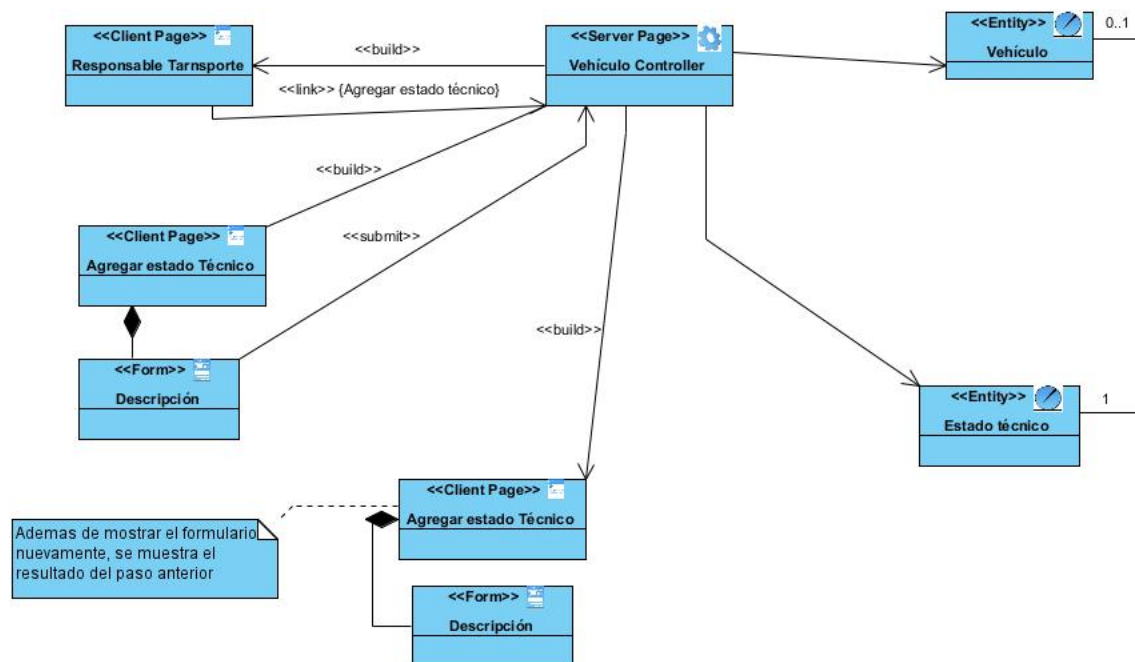 <<Client Page>>
Responsable Tarnsporte
<<build>>
<<link>> {Agregar estado técnico}
<<Server Page>>
Vehículo Controller
<<Entity>>
Vehículo
0..1
<<build>>
<<Client Page>>
Agregar estado Técnico
<<submit>>
<<Form>>
Descripción
<<build>>
<<Entity>>
Estado técnico
1
<<Client Page>>
Agregar estado Técnico
Ademas de mostrar el formulario
nuevamente, se muestra el
resultado del paso anterior
<<Form>>
Descripción